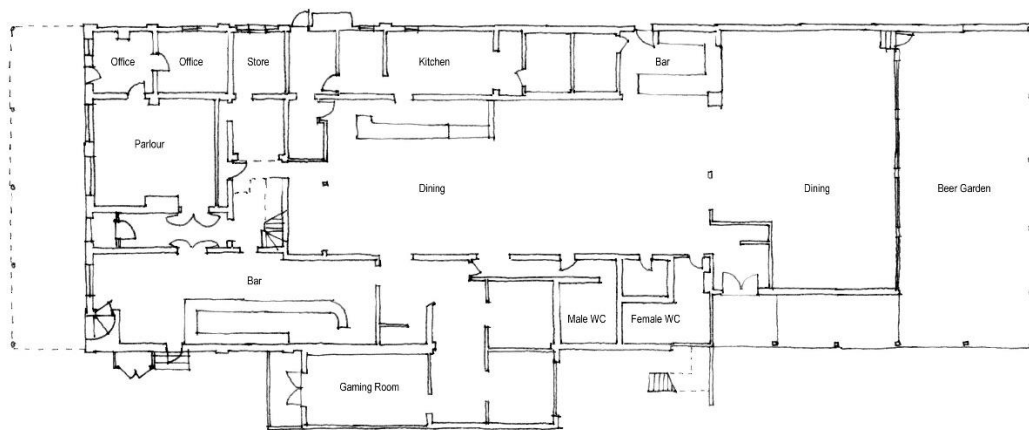 Office
Office
Store
Kitchen
Bar
Parlour
Dining
Dining
Beer Garden
Bar
Male WC
Female WC
Gaming Room